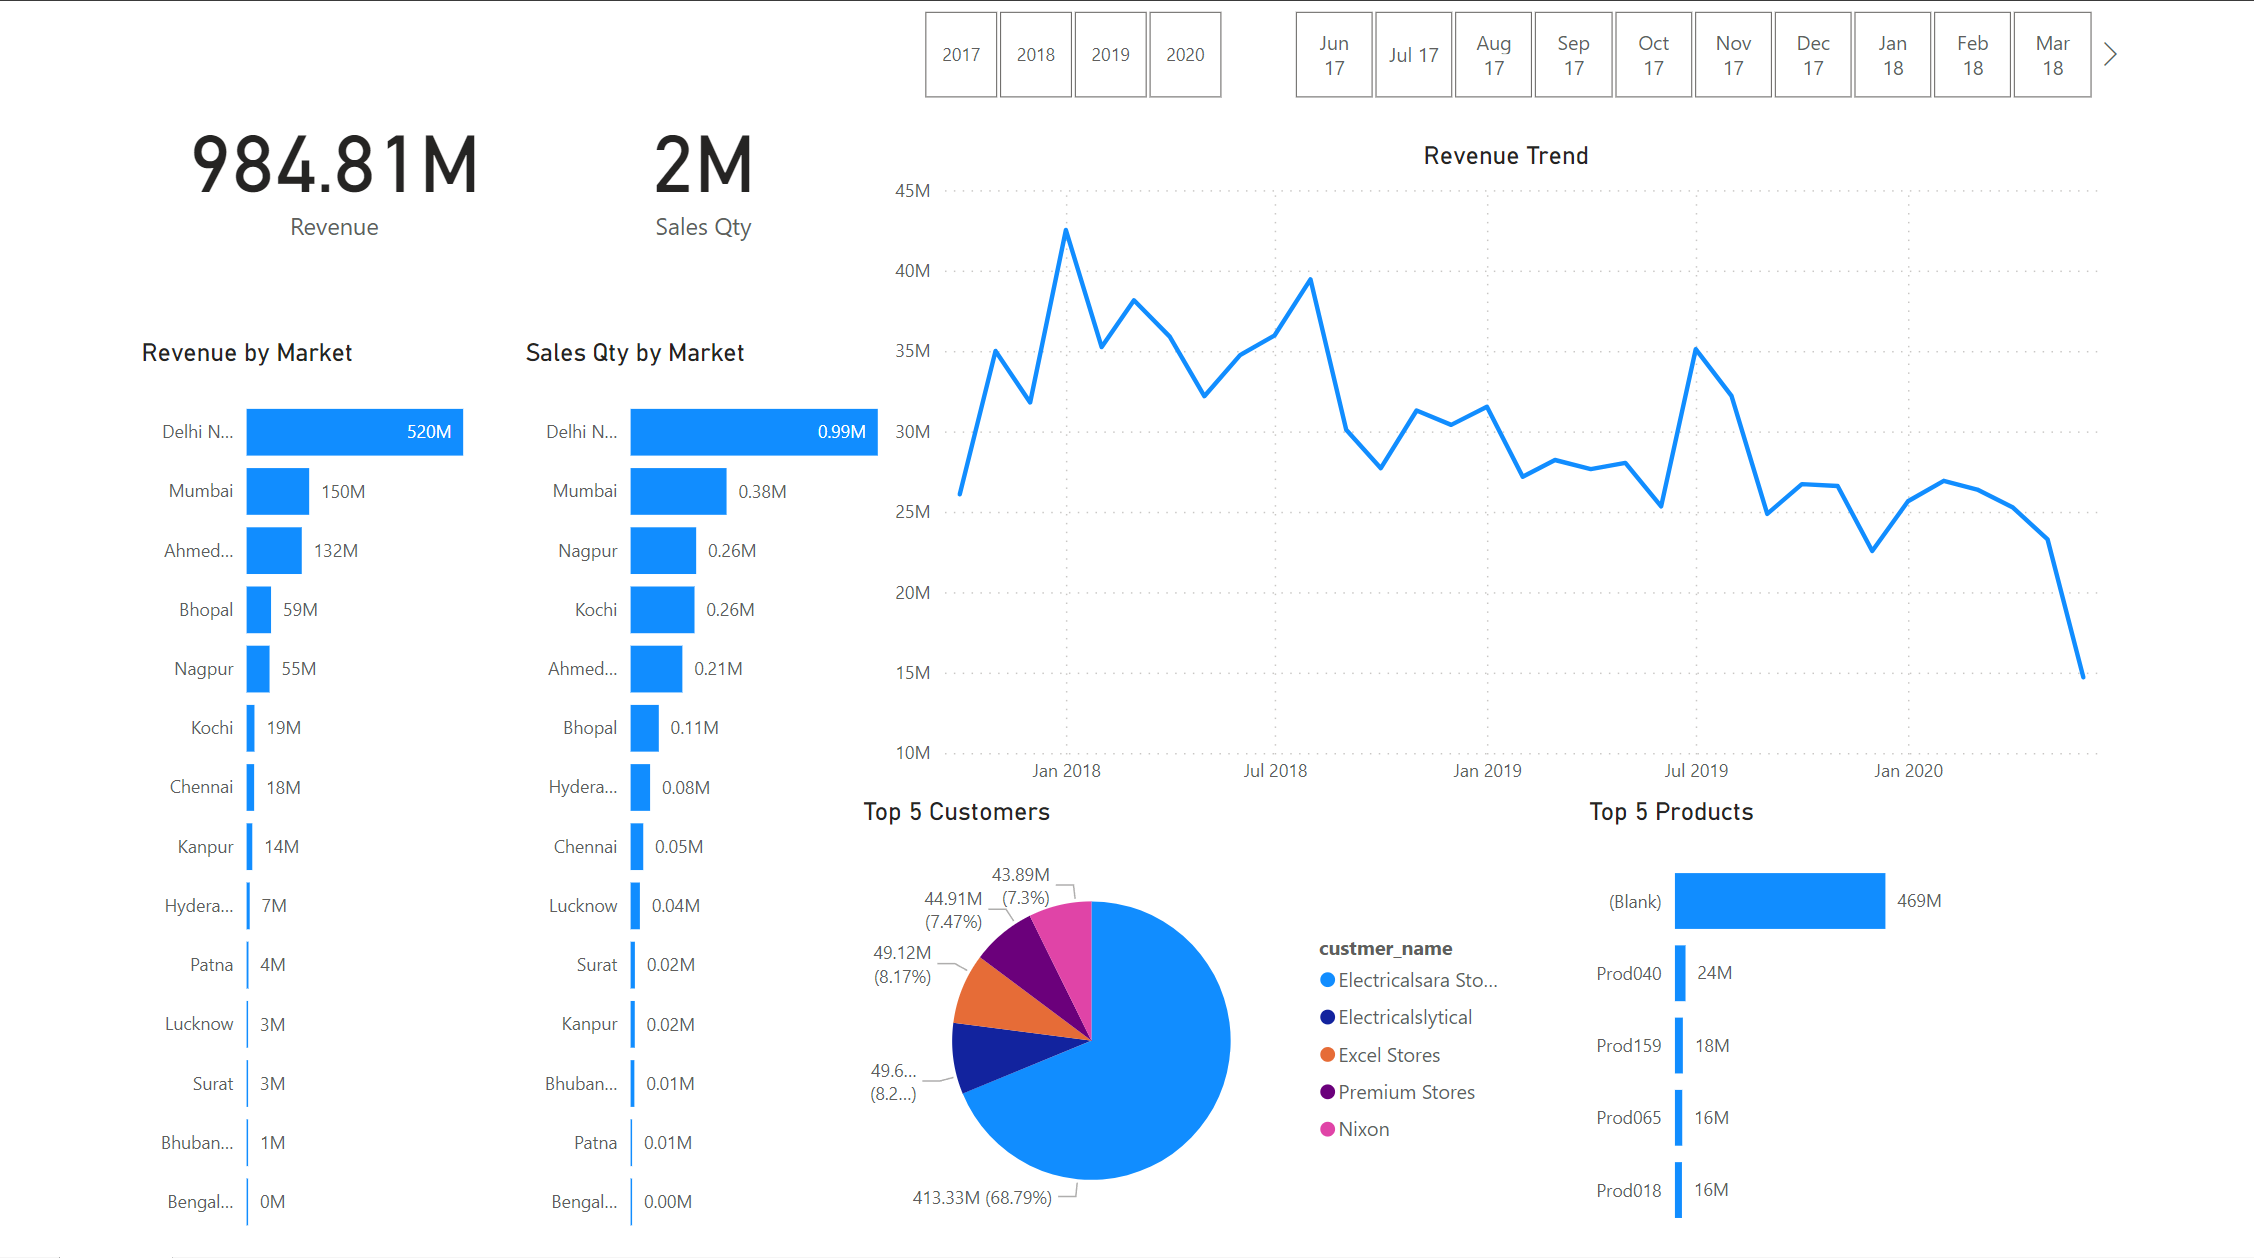 2017
2018
2019
2020
Jun
17
Jul 17
Aug
17
Sep
17
Oct
17
Nov
17
Dec
17
Jan
18
Feb
18
Mar
18
984.81M
Revenue
2M
Sales Qty
Revenue by Market
Delhi N... 520M
Mumbai 150M
Ahmed... 132M
Bhopal 59M
Nagpur 55M
Kochi 19M
Chennai 18M
Kanpur 14M
Hydera... 7M
Patna 4M
Lucknow 3M
Surat 3M
Bhuban... 1M
Bengal... 0M
Sales Qty by Market
Delhi N... 0.99M
Mumbai 0.38M
Nagpur 0.26M
Kochi 0.26M
Ahmed... 0.21M
Bhopal 0.11M
Hydera... 0.08M
Chennai 0.05M
Lucknow 0.04M
Surat 0.02M
Kanpur 0.02M
Bhuban... 0.01M
Patna 0.01M
Bengal... 0.00M
Revenue Trend
45M
40M
35M
30M
25M
20M
15M
10M
Jan 2018 Jul 2018 Jan 2019 Jul 2019 Jan 2020
Top 5 Customers
43.89M
(7.3%)
44.91M
(7.47%)
49.12M
(8.17%)
49.6...
(8.2...)
413.33M (68.79%)
custmer_name
Electricalsara Sto...
Electricalslytical
Excel Stores
Premium Stores
Nixon
Top 5 Products
(Blank) 469M
Prod040 24M
Prod159 18M
Prod065 16M
Prod018 16M